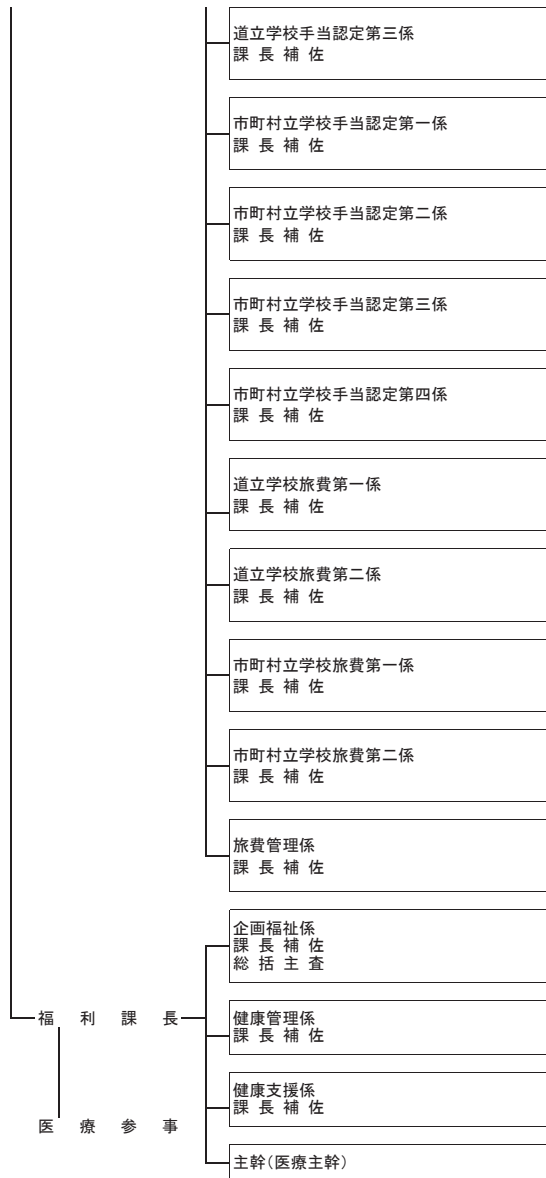 道立学校手当認定第三係
課長補佐
市町村立学校手当認定第一係
課長補佐
市町村立学校手当認定第二係
課長補佐
市町村立学校手当認定第三係
課長補佐
市町村立学校手当認定第四係
課長補佐
道立学校旅費第一係
課長補佐
道立学校旅費第二係
課長補佐
市町村立学校旅費第一係
課長補佐
市町村立学校旅費第二係
課長補佐
旅費管理係
課長補佐
企画福祉係
課長補佐
総括主査
福利課長
健康管理係
課長補佐
健康支援係
課長補佐
医療参事
主幹(医療主幹)